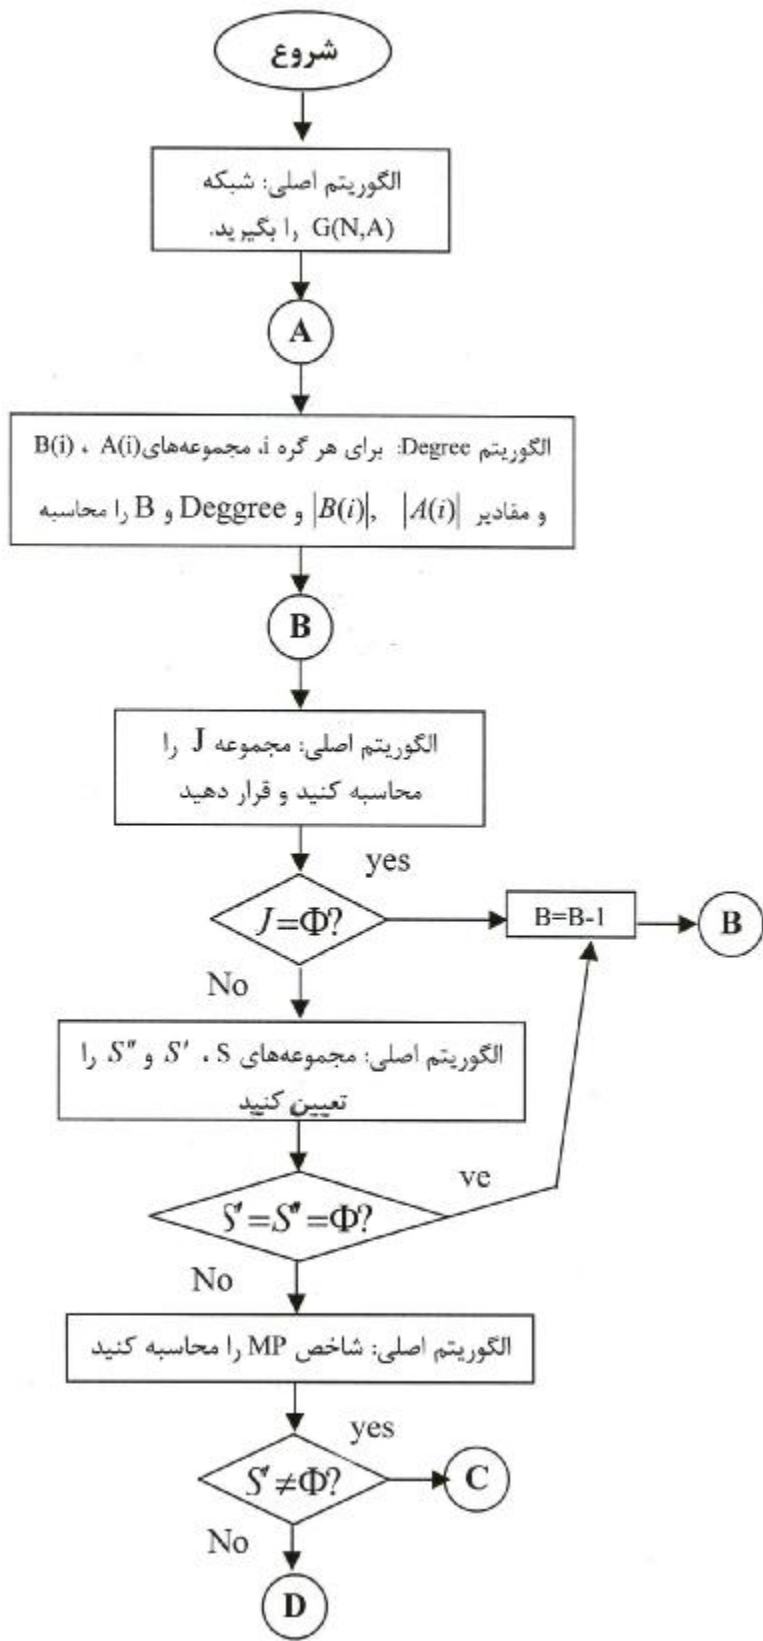 شروع
الگوریتم اصلی: شبکه
G(N,A) را بگیرید.
A
الگوریتم Degree: برای هر گره i، مجموعه‌های A(i) ، B(i)
و مقادیر |A(i)| ,|B(i)| و Deggree و B را محاسبه
B
الگوریتم اصلی: مجموعه J را
محاسبه کنید و قرار دهید
yes
J=Φ?
B=B-1
B
No
الگوریتم اصلی: مجموعه‌های S ، S′ و S″ را
تعیین کنید
ve
S′=S″=Φ?
No
الگوریتم اصلی: شاخص MP را محاسبه کنید
yes
S′≠Φ?
C
No
D